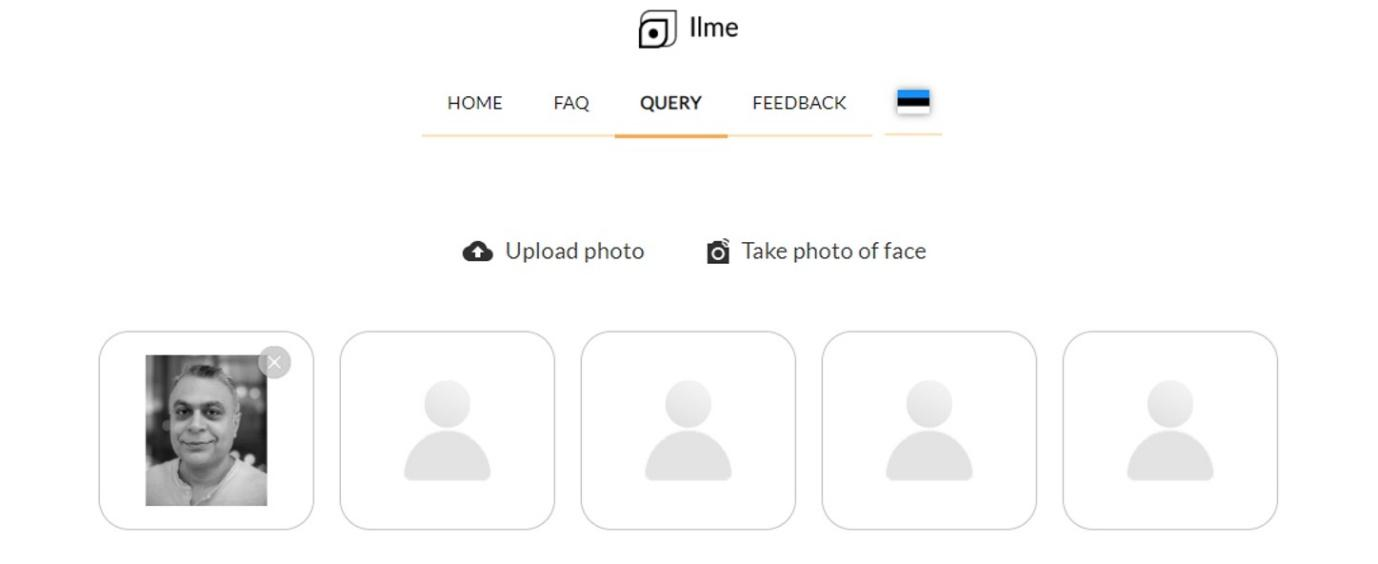 Ilme
HOME FAQ QUERY FEEDBACK
Upload photo Take photo of face